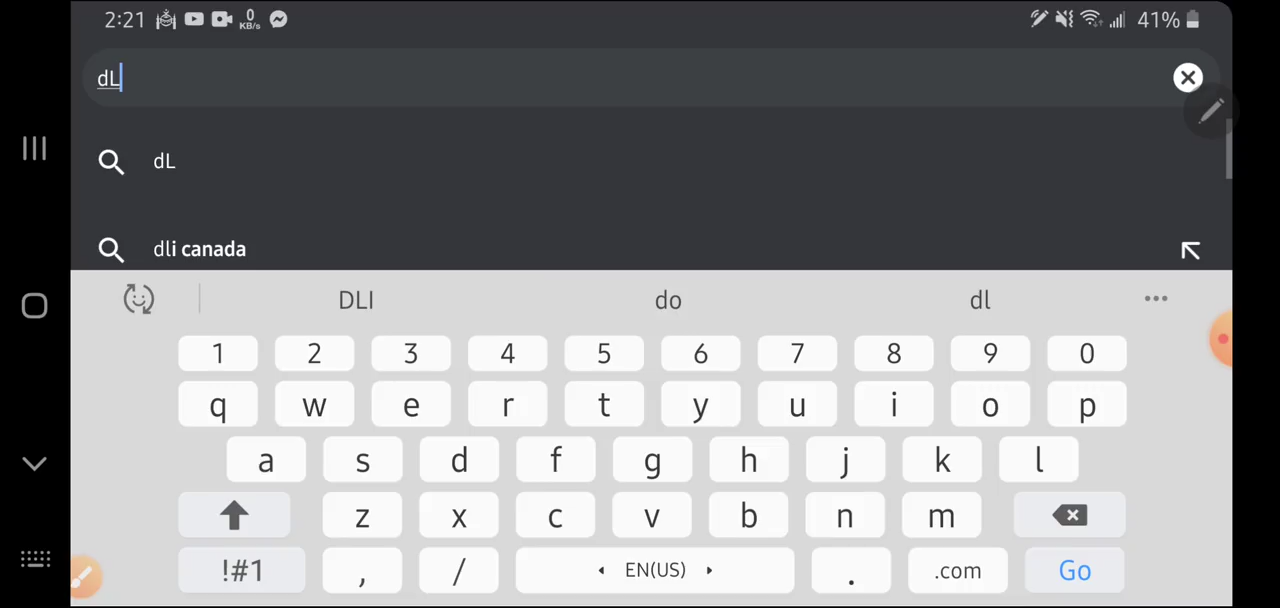 2:21 0 KB/s 41%
dL
dL
dli canada
DLI do dl
1 2 3 4 5 6 7 8 9 0
q w e r t y u i o p
a s d f g h j k l
z x c v b n m
!#1 , / EN(US) . .com Go